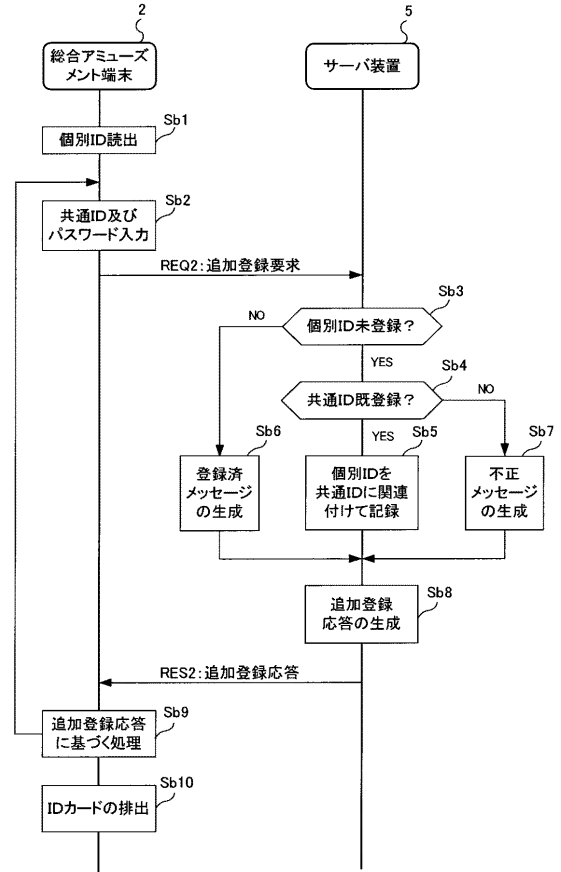 2
5
総合アミューズ
メント端末
サーバ装置
Sb1
個別ID読出
Sb2
共通ID及び
パスワード入力
REQ2:追加登録要求
Sb3
個別ID未登録?
NO
YES
Sb4
共通ID既登録?
NO
YES
Sb6
登録済
メッセージ
の生成
Sb5
個別IDを
共通IDに関連
付けて記録
Sb7
不正
メッセージ
の生成
Sb8
追加登録
応答の生成
RES2:追加登録応答
Sb9
追加登録応答
に基づく処理
Sb10
IDカードの排出